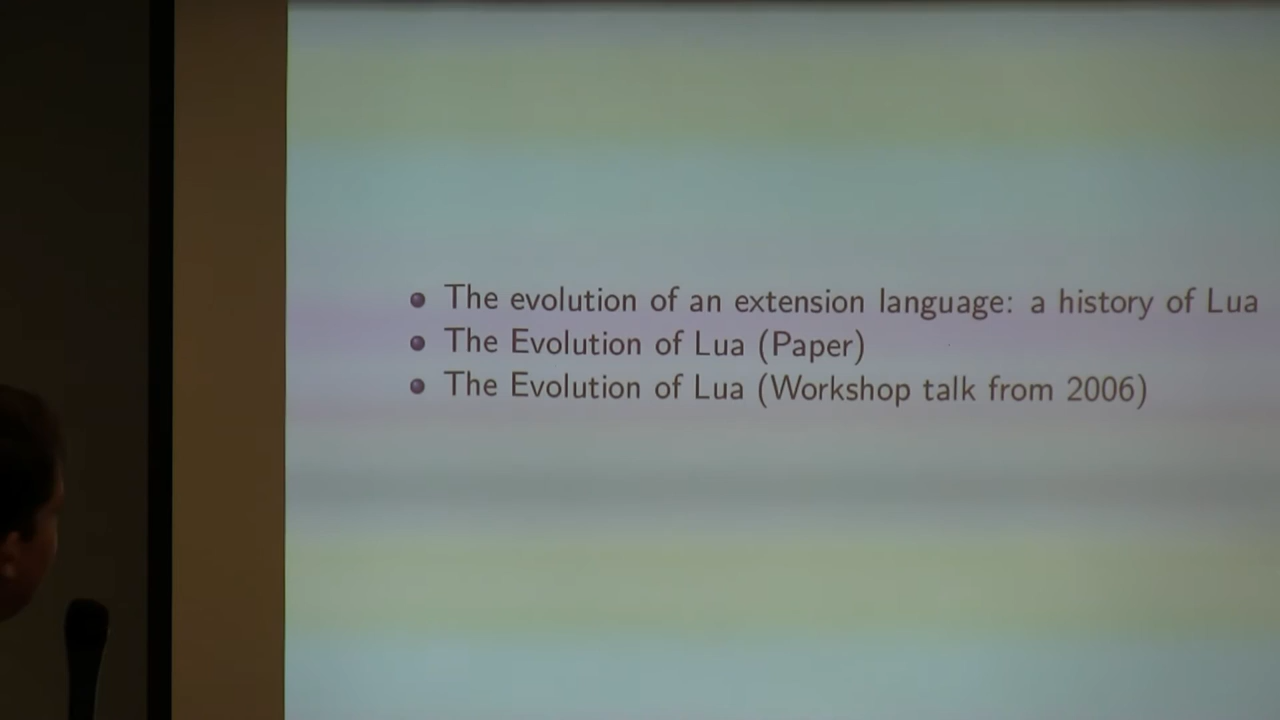 The evolution of an extension language: a history of Lua
The Evolution of Lua (Paper)
The Evolution of Lua (Workshop talk from 2006)